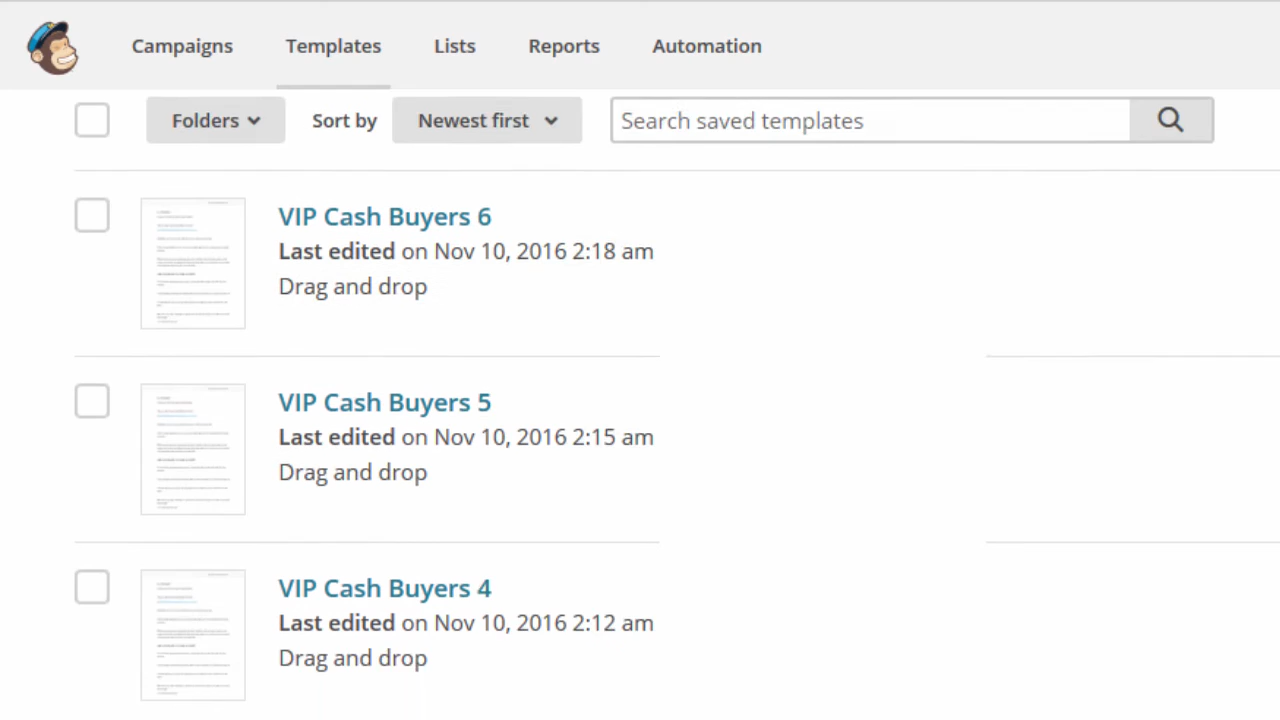 Campaigns Templates Lists Reports Automation
Folders Sort by Newest first Search saved templates
VIP Cash Buyers 6
Last edited on Nov 10, 2016 2:18 am
Drag and drop
VIP Cash Buyers 5
Last edited on Nov 10, 2016 2:15 am
Drag and drop
VIP Cash Buyers 4
Last edited on Nov 10, 2016 2:12 am
Drag and drop